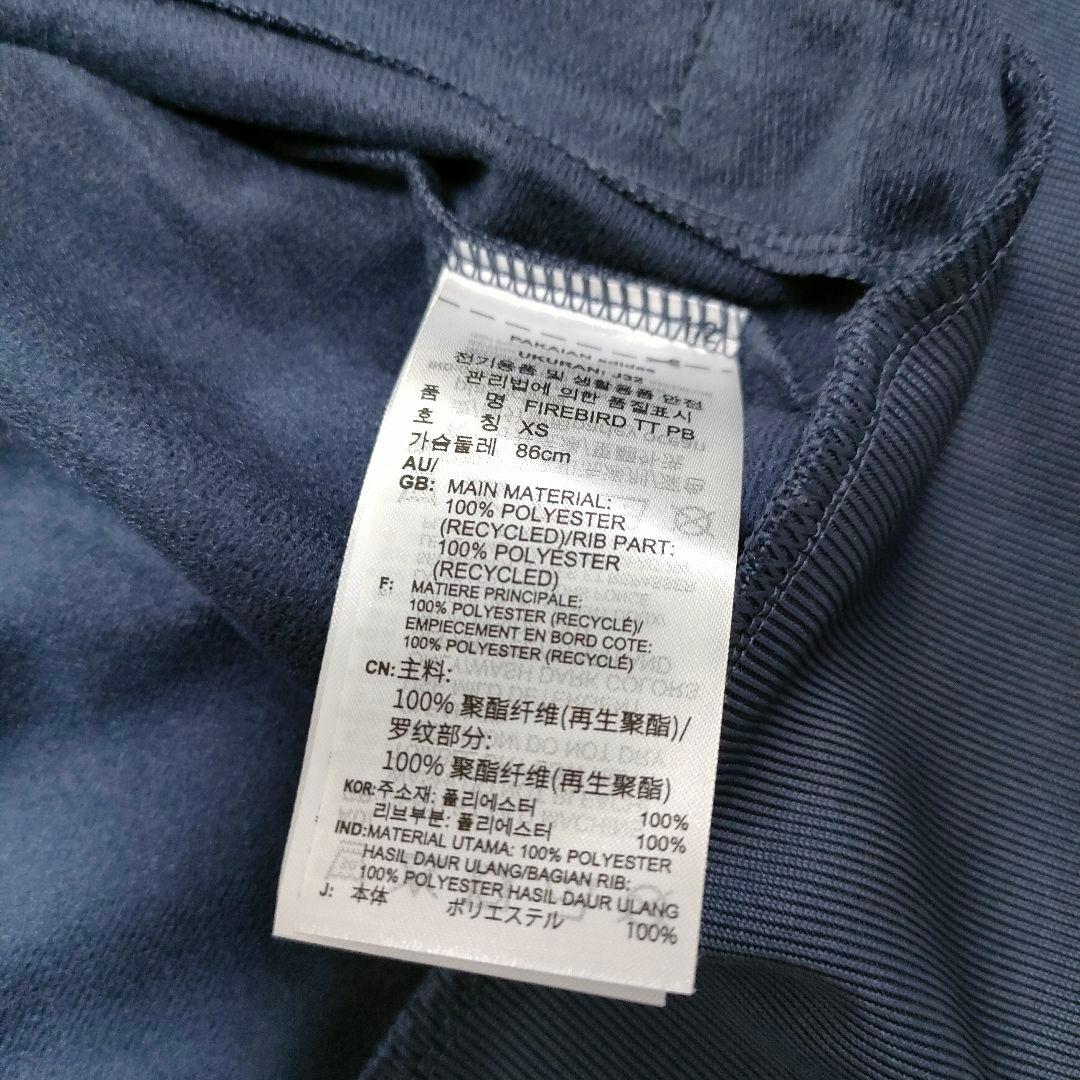 PAKAIAN adidas
UKURAN: J32
전기용품 및 생활용품 안전
관리법에 의한 품질표시
품 명 FIREBIRD TT PB
호 칭 XS
가슴둘레 86cm
AU/
GB: MAIN MATERIAL:
100% POLYESTER
(RECYCLED)/RIB PART:
100% POLYESTER
(RECYCLED)
F: MATIERE PRINCIPALE:
100% POLYESTER (RECYCLÉ)/
EMPIECEMENT EN BORD COTE:
100% POLYESTER (RECYCLÉ)
CN: 主料:
100% 聚酯纤维(再生聚酯)/
罗纹部分:
100% 聚酯纤维(再生聚酯)
KOR: 주소재: 폴리에스터 100%
리브부분: 폴리에스터 100%
IND: MATERIAL UTAMA: 100% POLYESTER
HASIL DAUR ULANG/BAGIAN RIB:
100% POLYESTER HASIL DAUR ULANG
J: 本体 ポリエステル 100%